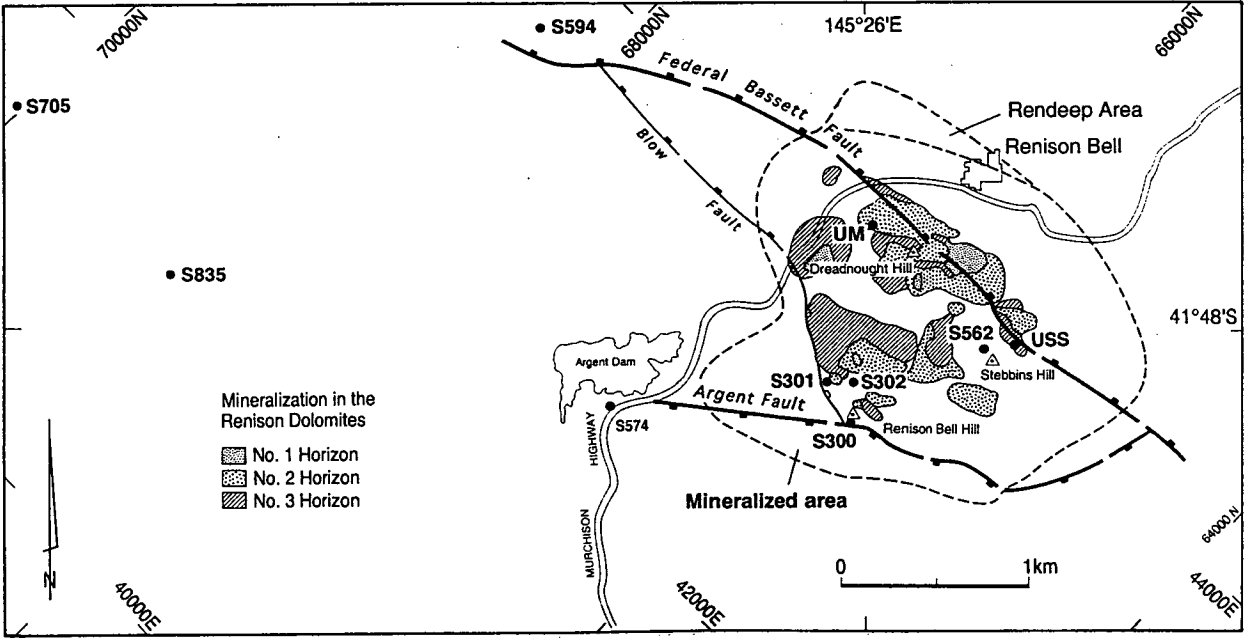 70000N
S594
68000N
145°26'E
66000N
S705
Federal Bassett Fault
Rendeep Area
Renison Bell
Blow Fault
UM
Dreadnought Hill
S835
41°48'S
S562
USS
Argent Dam
Stebbins Hill
S301
S302
Argent Fault
S574
Renison Bell Hill
S300
Mineralization in the
Renison Dolomites
No. 1 Horizon
No. 2 Horizon
No. 3 Horizon
HIGHWAY
MURCHISON
Mineralized area
64000 N
0
1km
N
40000E
42000E
44000E